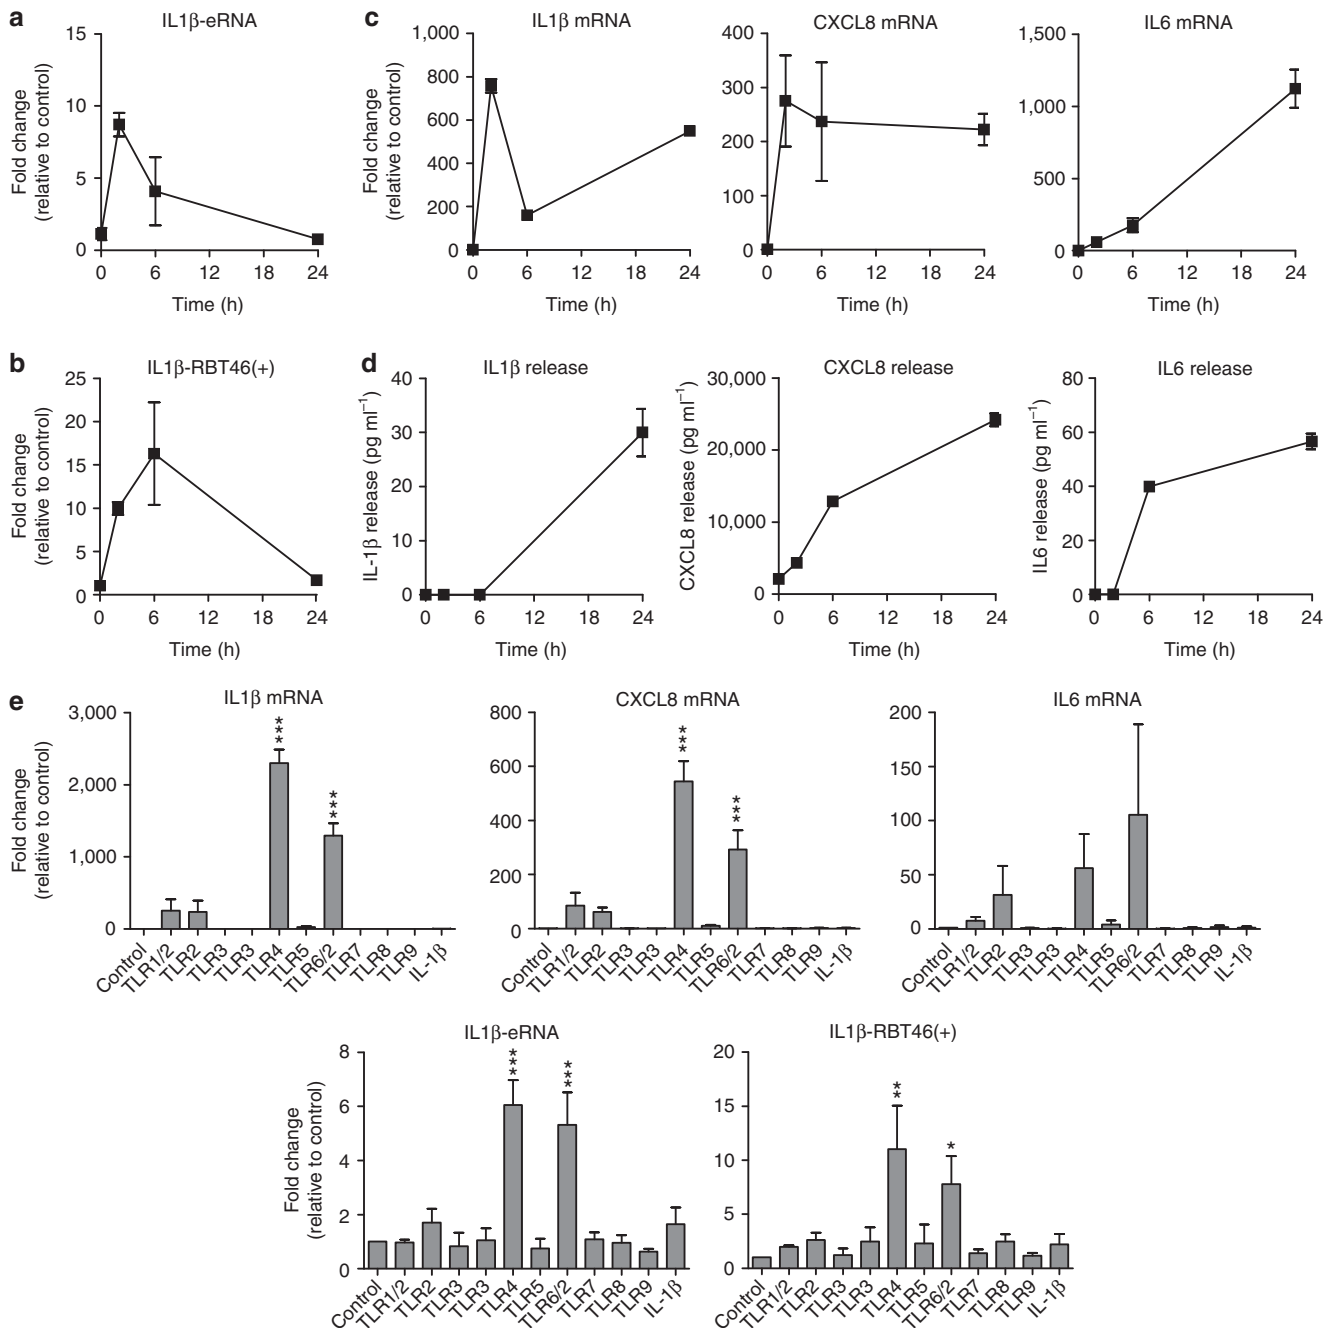 a
IL1β-eRNA
Fold change
(relative to control)
15
10
5
0
0 6 12 18 24
Time (h)
c
IL1β mRNA
Fold change
(relative to control)
1,000
800
600
400
200
0
0 6 12 18 24
Time (h)
CXCL8 mRNA
400
300
200
100
0
0 6 12 18 24
Time (h)
IL6 mRNA
1,500
1,000
500
0
0 6 12 18 24
Time (h)
b
IL1β-RBT46(+)
Fold change
(relative to control)
25
20
15
10
5
0
0 6 12 18 24
Time (h)
d
IL1β release
IL-1β release (pg ml⁻¹)
40
30
20
10
0
0 6 12 18 24
Time (h)
CXCL8 release
CXCL8 release (pg ml⁻¹)
30,000
20,000
10,000
0
0 6 12 18 24
Time (h)
IL6 release
IL6 release (pg ml⁻¹)
80
60
40
20
0
0 6 12 18 24
Time (h)
e
IL1β mRNA
Fold change
(relative to control)
3,000
2,000
1,000
0
***
***
Control TLR1/2 TLR2 TLR3 TLR3 TLR4 TLR5 TLR6/2 TLR7 TLR8 TLR9 IL-1β
CXCL8 mRNA
800
600
400
200
0
***
***
Control TLR1/2 TLR2 TLR3 TLR3 TLR4 TLR5 TLR6/2 TLR7 TLR8 TLR9 IL-1β
IL6 mRNA
200
150
100
50
0
Control TLR1/2 TLR2 TLR3 TLR3 TLR4 TLR5 TLR6/2 TLR7 TLR8 TLR9 IL-1β
IL1β-eRNA
Fold change
(relative to control)
8
6
4
2
0
***
***
Control TLR1/2 TLR2 TLR3 TLR3 TLR4 TLR5 TLR6/2 TLR7 TLR8 TLR9 IL-1β
IL1β-RBT46(+)
20
15
10
5
0
**
*
Control TLR1/2 TLR2 TLR3 TLR3 TLR4 TLR5 TLR6/2 TLR7 TLR8 TLR9 IL-1β